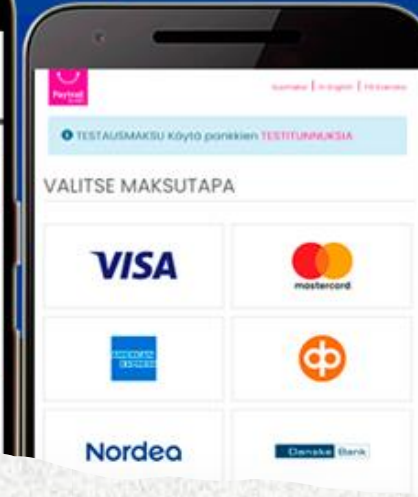 Paytrail
Suomeksi | In English | På Svenska
TESTAUSMAKSU Käytä pankkien TESTITUNNUKSIA
VALITSE MAKSUTAPA
VISA
mastercard
AMERICAN
EXPRESS
op
Nordea
Danske Bank